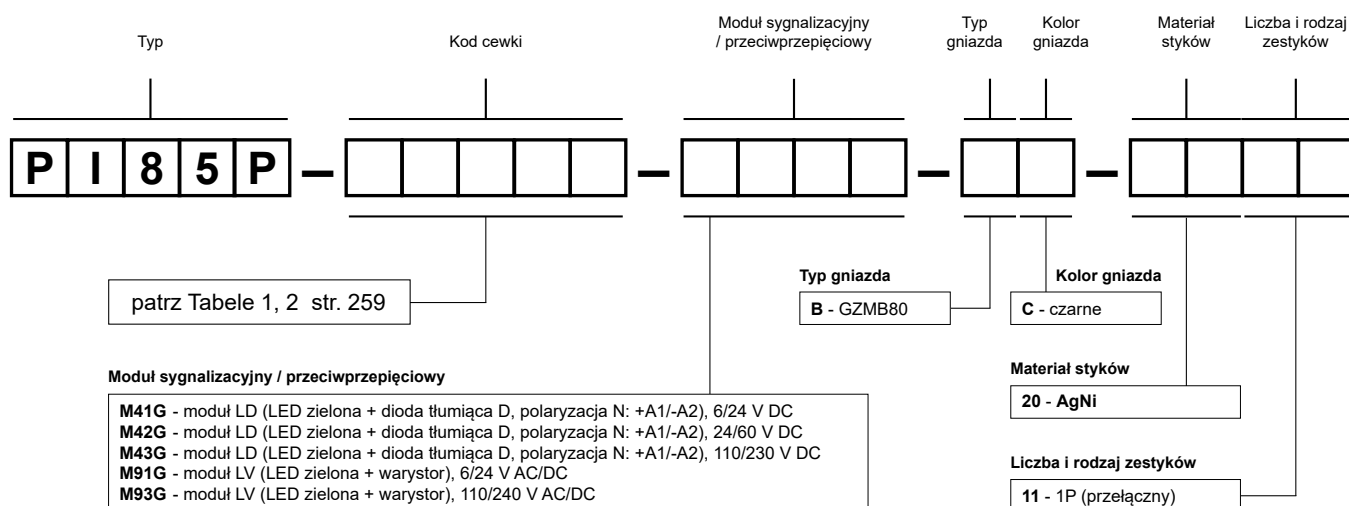 Typ
Kod cewki
Moduł sygnalizacyjny
/ przeciwprzepięciowy
Typ
gniazda
Kolor
gniazda
Materiał
styków
Liczba i rodzaj
zestyków
P I 8 5 P – – – –
patrz Tabele 1, 2 str. 259
Typ gniazda
B - GZMB80
Kolor gniazda
C - czarne
Moduł sygnalizacyjny / przeciwprzepięciowy
M41G - moduł LD (LED zielona + dioda tłumiąca D, polaryzacja N: +A1/-A2), 6/24 V DC
M42G - moduł LD (LED zielona + dioda tłumiąca D, polaryzacja N: +A1/-A2), 24/60 V DC
M43G - moduł LD (LED zielona + dioda tłumiąca D, polaryzacja N: +A1/-A2), 110/230 V DC
M91G - moduł LV (LED zielona + warystor), 6/24 V AC/DC
M93G - moduł LV (LED zielona + warystor), 110/240 V AC/DC
Materiał styków
20 - AgNi
Liczba i rodzaj zestyków
11 - 1P (przełączny)